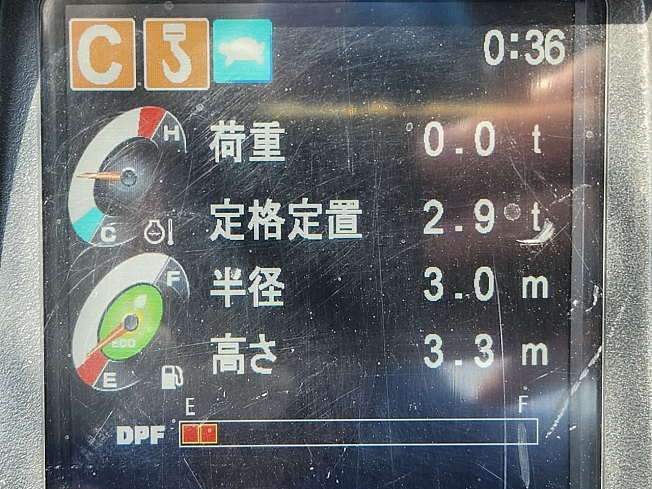 C 0:36
H
荷重 0.0 t
C
定格定置 2.9 t
F
半径 3.0 m
ECO
高さ 3.3 m
E
E F
DPF